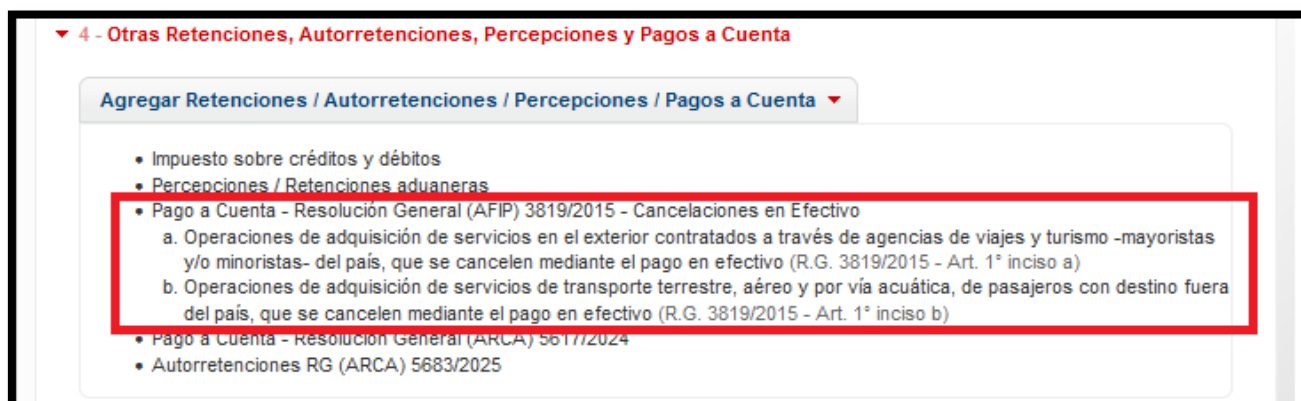 4 - Otras Retenciones, Autorretenciones, Percepciones y Pagos a Cuenta
Agregar Retenciones / Autorretenciones / Percepciones / Pagos a Cuenta
• Impuesto sobre créditos y débitos
• Percepciones / Retenciones aduaneras
• Pago a Cuenta - Resolución General (AFIP) 3819/2015 - Cancelaciones en Efectivo
a. Operaciones de adquisición de servicios en el exterior contratados a través de agencias de viajes y turismo -mayoristas
y/o minoristas- del país, que se cancelen mediante el pago en efectivo (R.G. 3819/2015 - Art. 1° inciso a)
b. Operaciones de adquisición de servicios de transporte terrestre, aéreo y por vía acuática, de pasajeros con destino fuera
del país, que se cancelen mediante el pago en efectivo (R.G. 3819/2015 - Art. 1° inciso b)
• Pago a Cuenta - Resolución General (ARCA) 5617/2024
• Autorretenciones RG (ARCA) 5683/2025